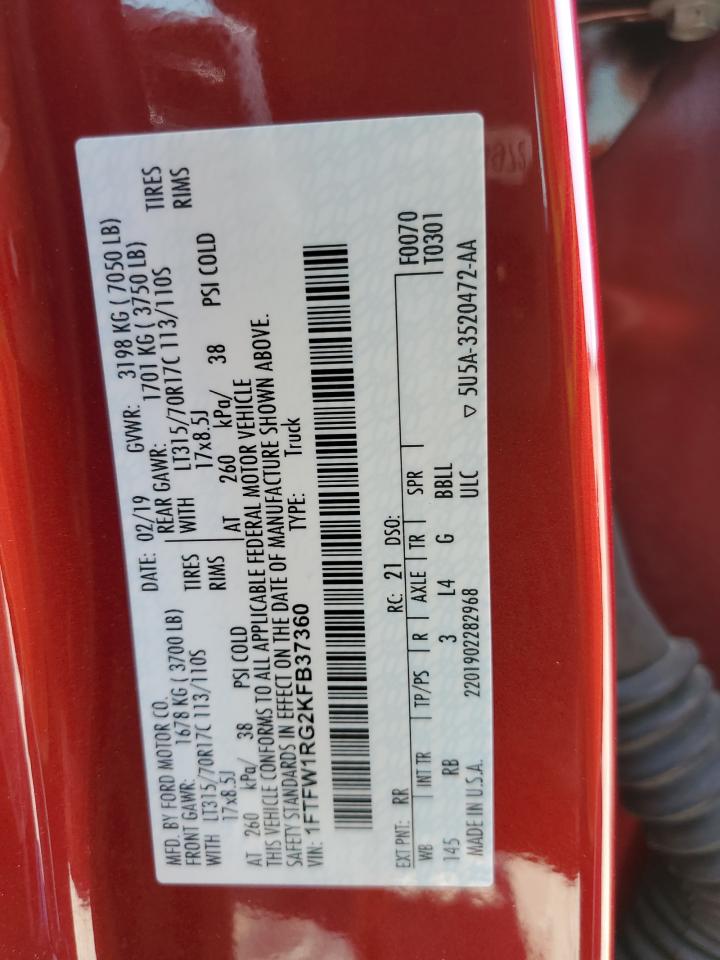 MFD. BY FORD MOTOR CO.
DATE: 02/19 GVWR: 3198 KG ( 7050 LB)
FRONT GAWR: 1678 KG ( 3700 LB)
REAR GAWR: 1701 KG ( 3750 LB)
WITH LT315/70R17C 113/110S TIRES
WITH LT315/70R17C 113/110S TIRES
17x8.5J RIMS
17x8.5J RIMS
AT 260 kPa/ 38 PSI COLD
AT 260 kPa/ 38 PSI COLD
THIS VEHICLE CONFORMS TO ALL APPLICABLE FEDERAL MOTOR VEHICLE
SAFETY STANDARDS IN EFFECT ON THE DATE OF MANUFACTURE SHOWN ABOVE.
VIN: 1FTFW1RG2KFB37360 TYPE: Truck
EXT PNT: RR RC: 21 DSO: F0070
WB INT TR TP/PS R AXLE TR SPR T0301
145 RB 3 L4 G BBLL
MADE IN U.S.A. 2201902282968 ULC ▽ 5U5A-3520472-AA